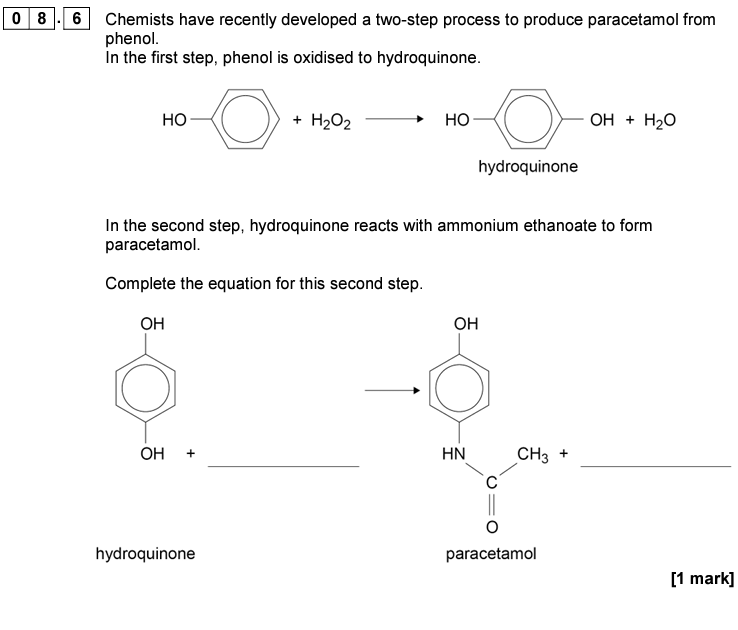 0 8 . 6 Chemists have recently developed a two-step process to produce paracetamol from
phenol.
In the first step, phenol is oxidised to hydroquinone.
HO + H₂O₂ HO OH + H₂O
hydroquinone
In the second step, hydroquinone reacts with ammonium ethanoate to form
paracetamol.
Complete the equation for this second step.
OH OH
OH + HN CH₃ +
C
O
hydroquinone paracetamol
[1 mark]